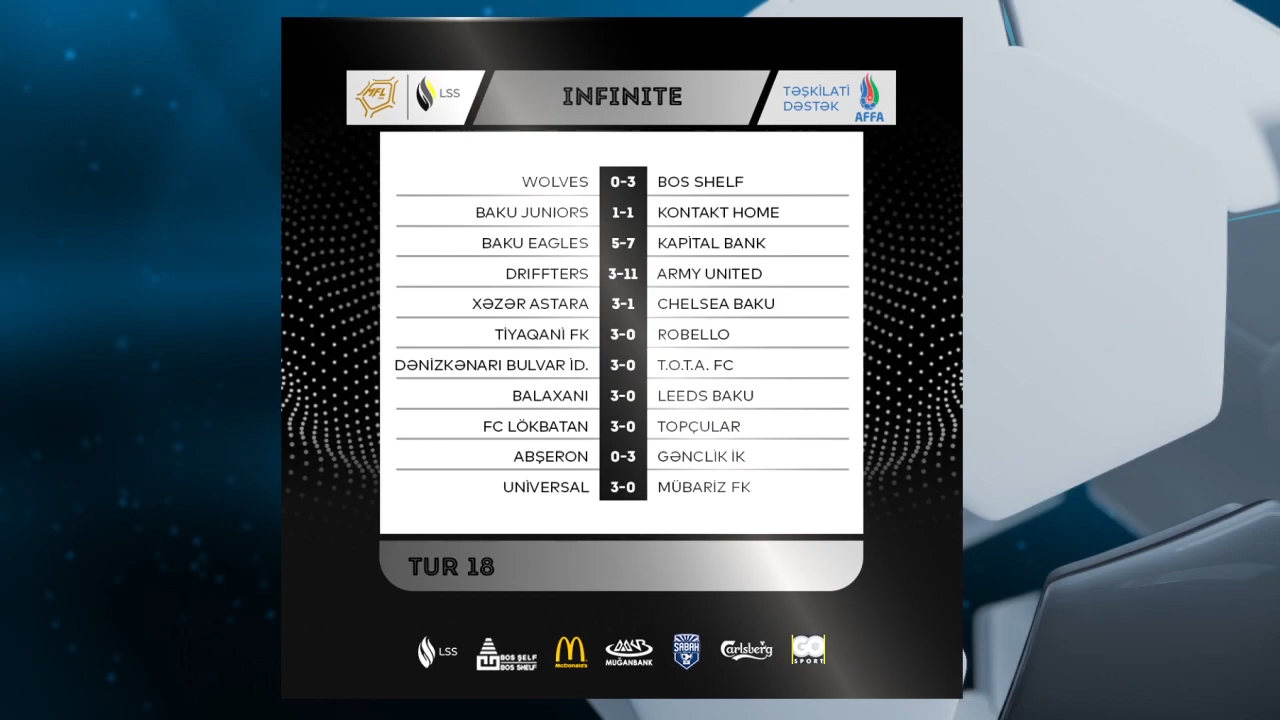 MFL LSS INFINITE TƏŞKİLATİ DƏSTƏK AFFA
WOLVES 0-3 BOS SHELF
BAKU JUNIORS 1-1 KONTAKT HOME
BAKU EAGLES 5-7 KAPİTAL BANK
DRIFFTERS 3-11 ARMY UNITED
XƏZƏR ASTARA 3-1 CHELSEA BAKU
TİYAQANİ FK 3-0 ROBELLO
DƏNİZKƏNARI BULVAR İD. 3-0 T.O.T.A. FC
BALAXANI 3-0 LEEDS BAKU
FC LÖKBATAN 3-0 TOPÇULAR
ABŞERON 0-3 GƏNCLİK İK
UNİVERSAL 3-0 MÜBARİZ FK
TUR 18
LSS BOS ŞELF BOS SHELF McDonald's MUĞANBANK SABAH Carlsberg GO SPORT